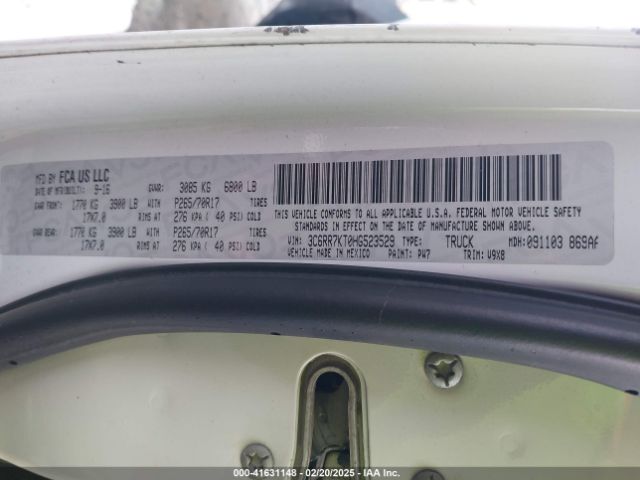 MFD BY FCA US LLC
DATE OF MFR(BUILT): 9-16 GVWR: 3085 KG 6800 LB
GAWR FRONT: 1770 KG 3900 LB WITH P265/70R17 TIRES
17X7.0 RIMS AT 276 KPA( 40 PSI) COLD
GAWR REAR: 1770 KG 3900 LB WITH P265/70R17 TIRES
17X7.0 RIMS AT 276 KPA( 40 PSI) COLD
THIS VEHICLE CONFORMS TO ALL APPLICABLE U.S.A. FEDERAL MOTOR VEHICLE SAFETY
STANDARDS IN EFFECT ON THE DATE OF MANUFACTURE SHOWN ABOVE.
VIN: 3C6RR7KT0HG523529 TYPE: TRUCK MDH: 091103 869AA
VEHICLE MADE IN MEXICO PAINT: PW7 TRIM: V9X8
000-41631148 - 02/20/2025 - IAA Inc.